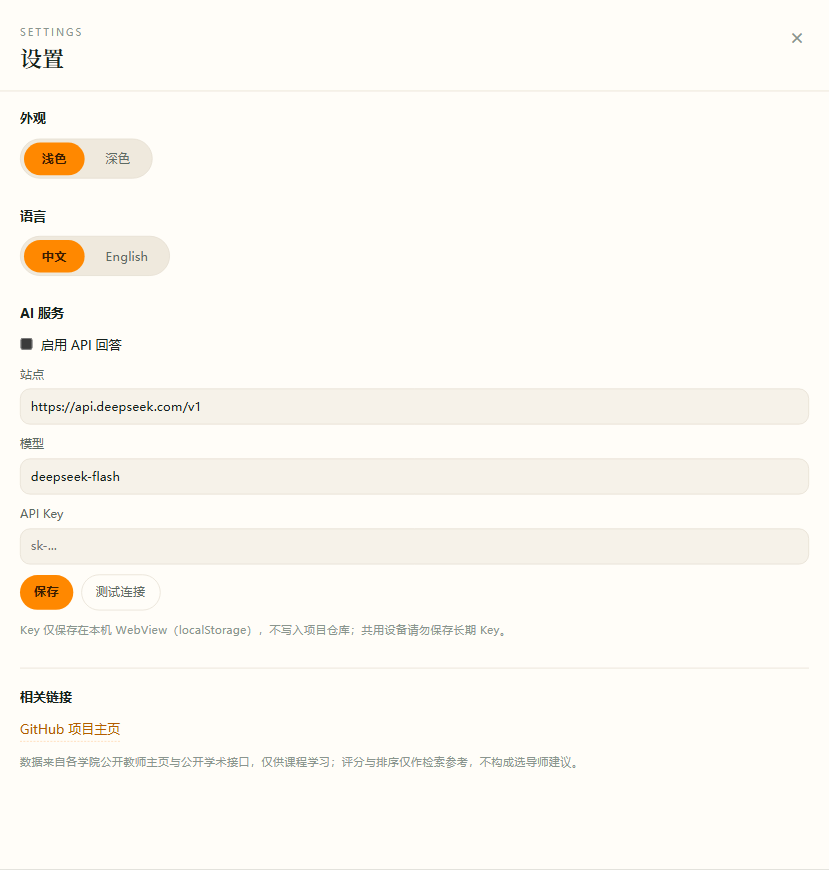 SETTINGS
设置
外观
浅色 深色
语言
中文 English
AI 服务
启用 API 回答
站点
https://api.deepseek.com/v1
模型
deepseek-flash
API Key
sk-...
保存 测试连接
Key 仅保存在本机 WebView（localStorage），不写入项目仓库；共用设备请勿保存长期 Key。
相关链接
GitHub 项目主页
数据来自各学院公开教师主页与公开学术接口，仅供课程学习；评分与排序仅作检索参考，不构成选导师建议。